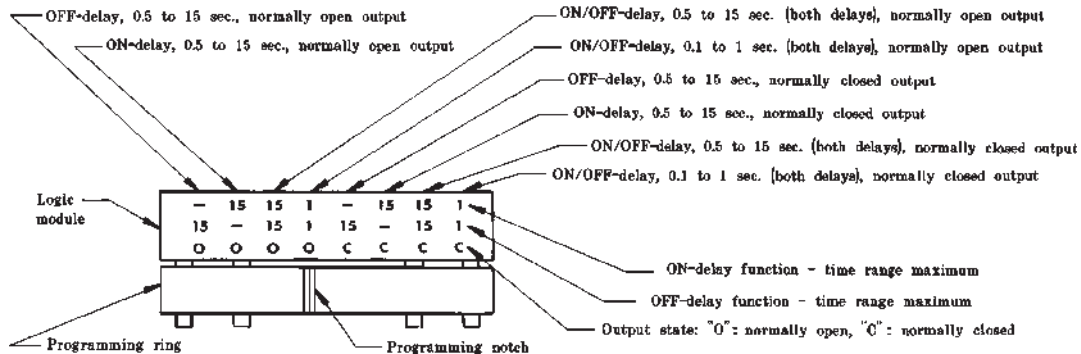 OFF-delay, 0.5 to 15 sec., normally open output
ON-delay, 0.5 to 15 sec., normally open output
ON/OFF-delay, 0.5 to 15 sec. (both delays), normally open output
ON/OFF-delay, 0.1 to 1 sec. (both delays), normally open output
OFF-delay, 0.5 to 15 sec., normally closed output
ON-delay, 0.5 to 15 sec., normally closed output
ON/OFF-delay, 0.5 to 15 sec. (both delays), normally closed output
ON/OFF-delay, 0.1 to 1 sec. (both delays), normally closed output
Logic
module
- 15 15 1 - 15 15 1
15 - 15 1 15 - 15 1
O O O O C C C C
ON-delay function - time range maximum
OFF-delay function - time range maximum
Output state: "O": normally open, "C": normally closed
Programming ring
Programming notch